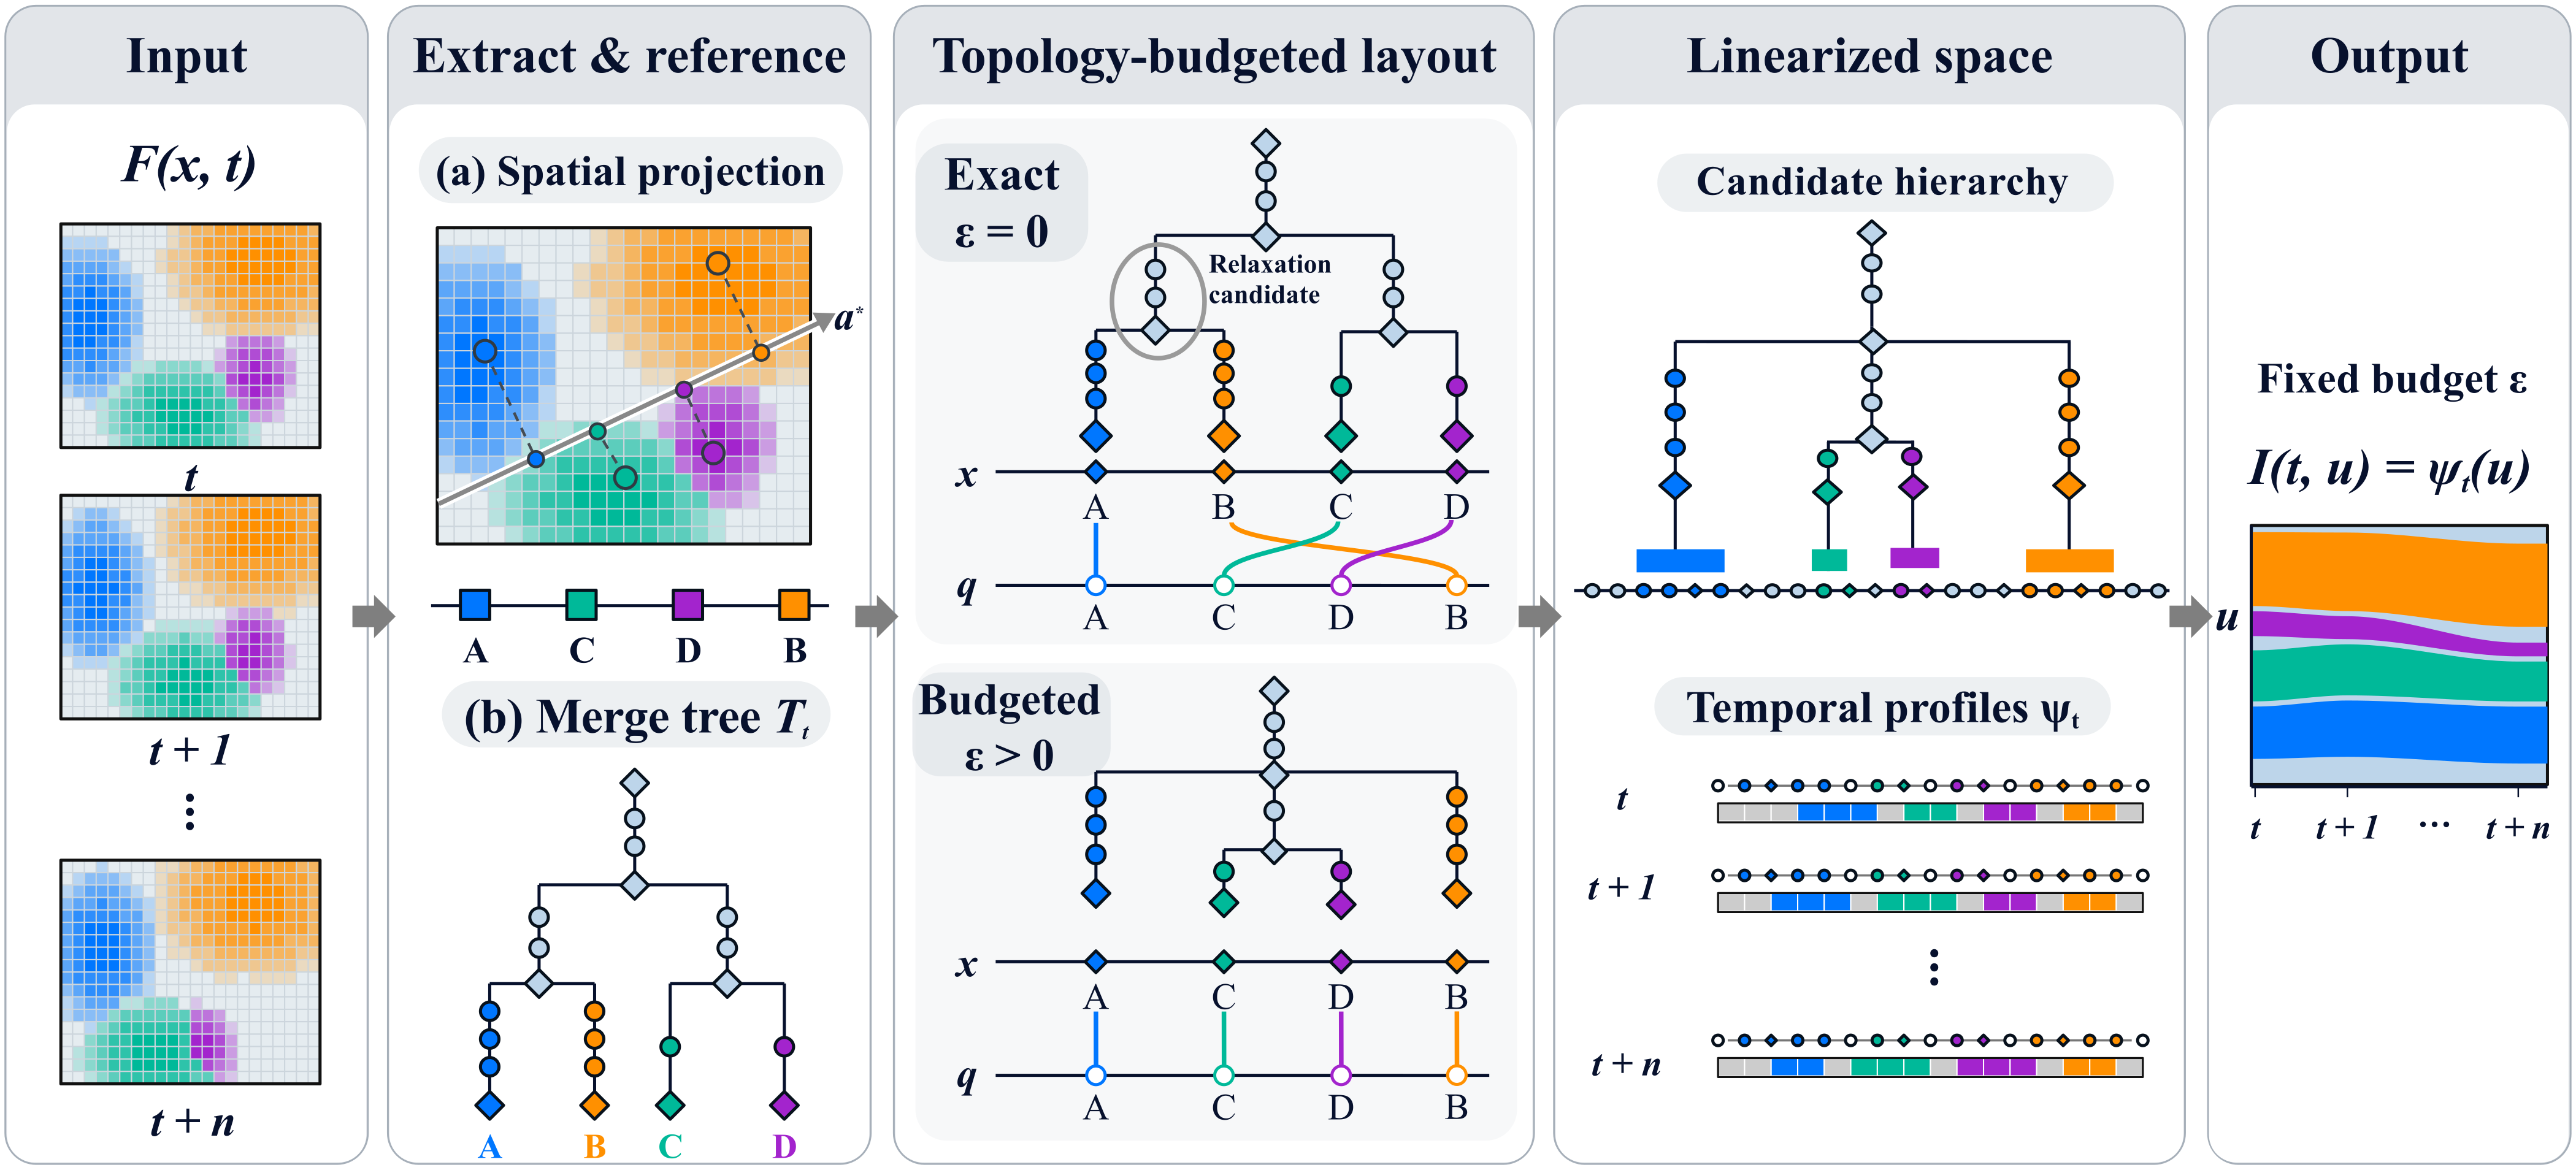 Input
F(x, t)
t
t + 1
⋮
t + n
Extract & reference
(a) Spatial projection
a*
A C D B
(b) Merge tree Tₜ
A B C D
Topology-budgeted layout
Exact
ε = 0
Relaxation
candidate
x
A B C D
q
A C D B
Budgeted
ε > 0
x
A C D B
q
A C D B
Linearized space
Candidate hierarchy
Temporal profiles ψₜ
t
t + 1
⋮
t + n
Output
Fixed budget ε
I(t, u) = ψₜ(u)
u
t t + 1 ··· t + n